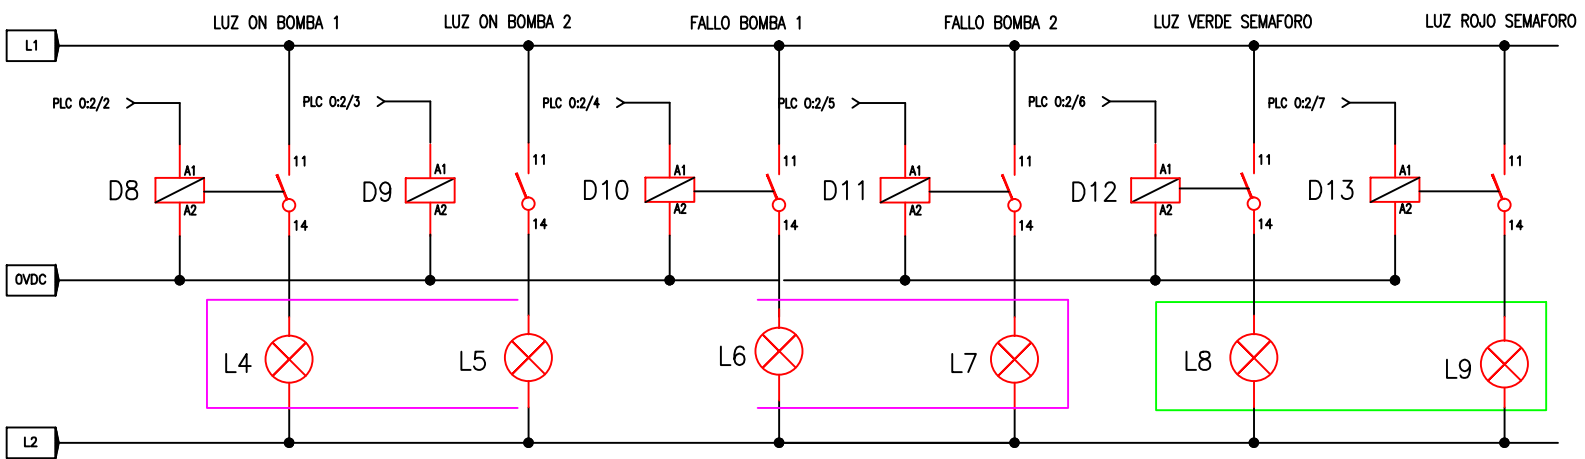 LUZ ON BOMBA 1
LUZ ON BOMBA 2
FALLO BOMBA 1
FALLO BOMBA 2
LUZ VERDE SEMAFORO
LUZ ROJO SEMAFORO
L1
PLC O:2/2
PLC O:2/3
PLC O:2/4
PLC O:2/5
PLC O:2/6
PLC O:2/7
11
11
11
11
11
11
A1
A1
A1
A1
A1
A1
D8
D9
D10
D11
D12
D13
A2
A2
A2
A2
A2
A2
14
14
14
14
14
14
0VDC
L4
L5
L6
L7
L8
L9
L2